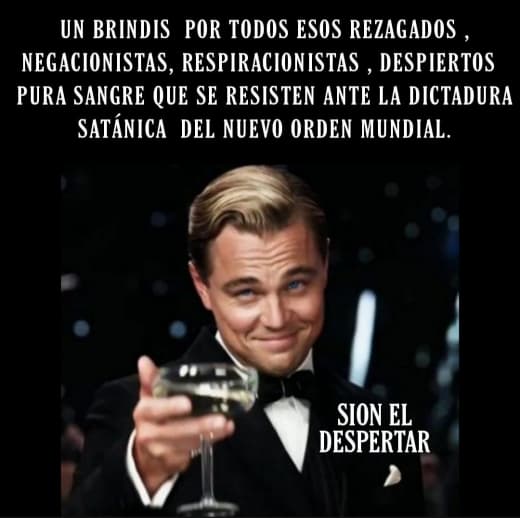 UN BRINDIS POR TODOS ESOS REZAGADOS ,
NEGACIONISTAS, RESPIRACIONISTAS , DESPIERTOS
PURA SANGRE QUE SE RESISTEN ANTE LA DICTADURA
SATÁNICA DEL NUEVO ORDEN MUNDIAL.
SION EL
DESPERTAR